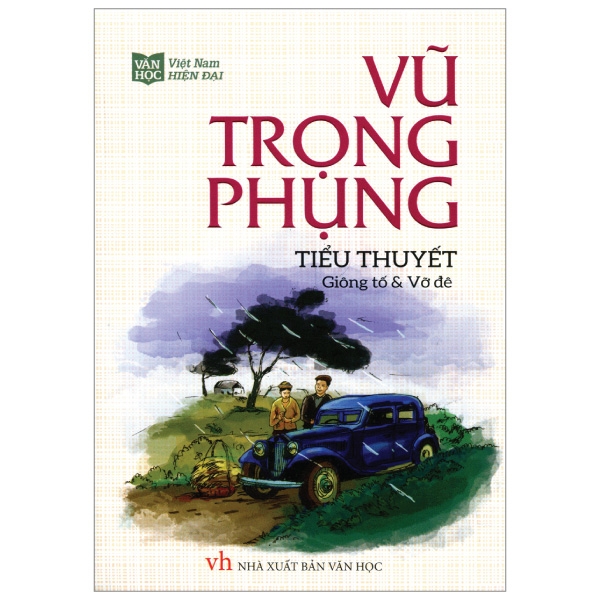 VĂN HỌC
Việt Nam
HIỆN ĐẠI
VŨ
TRỌNG
PHỤNG
TIỂU THUYẾT
Giông tố & Vỡ đê
vh NHÀ XUẤT BẢN VĂN HỌC